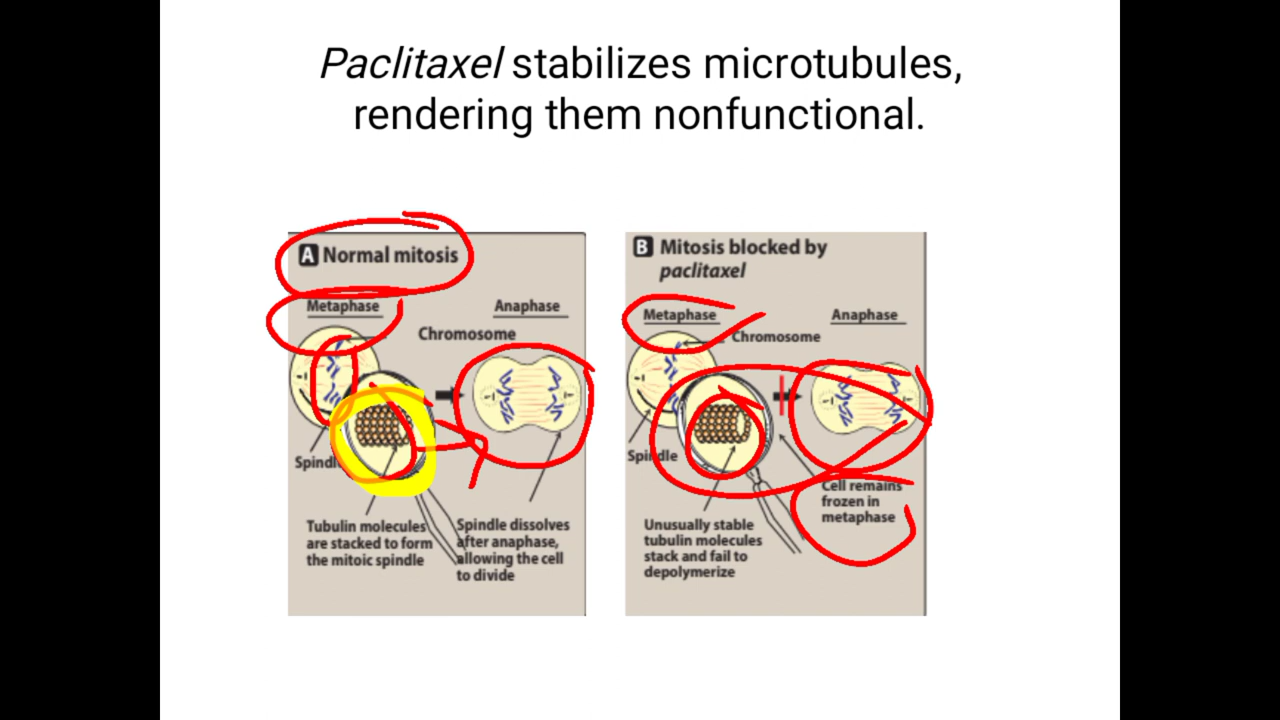 Paclitaxel stabilizes microtubules,
rendering them nonfunctional.
A Normal mitosis
Metaphase
Anaphase
Chromosome
Spindle
Tubulin molecules
are stacked to form
the mitoic spindle
Spindle dissolves
after anaphase,
allowing the cell
to divide
B Mitosis blocked by
paclitaxel
Metaphase
Anaphase
Chromosome
Spindle
Cell remains
frozen in
metaphase
Unusually stable
tubulin molecules
stack and fail to
depolymerize